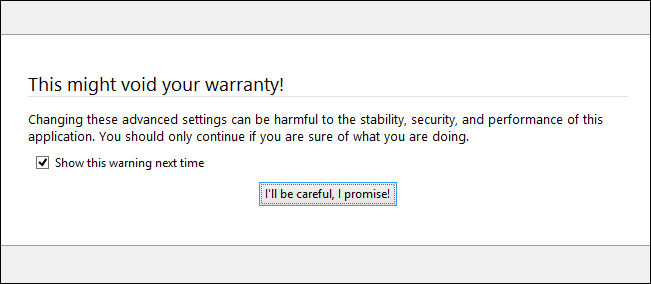 This might void your warranty!
Changing these advanced settings can be harmful to the stability, security, and performance of this
application. You should only continue if you are sure of what you are doing.
Show this warning next time
I'll be careful, I promise!